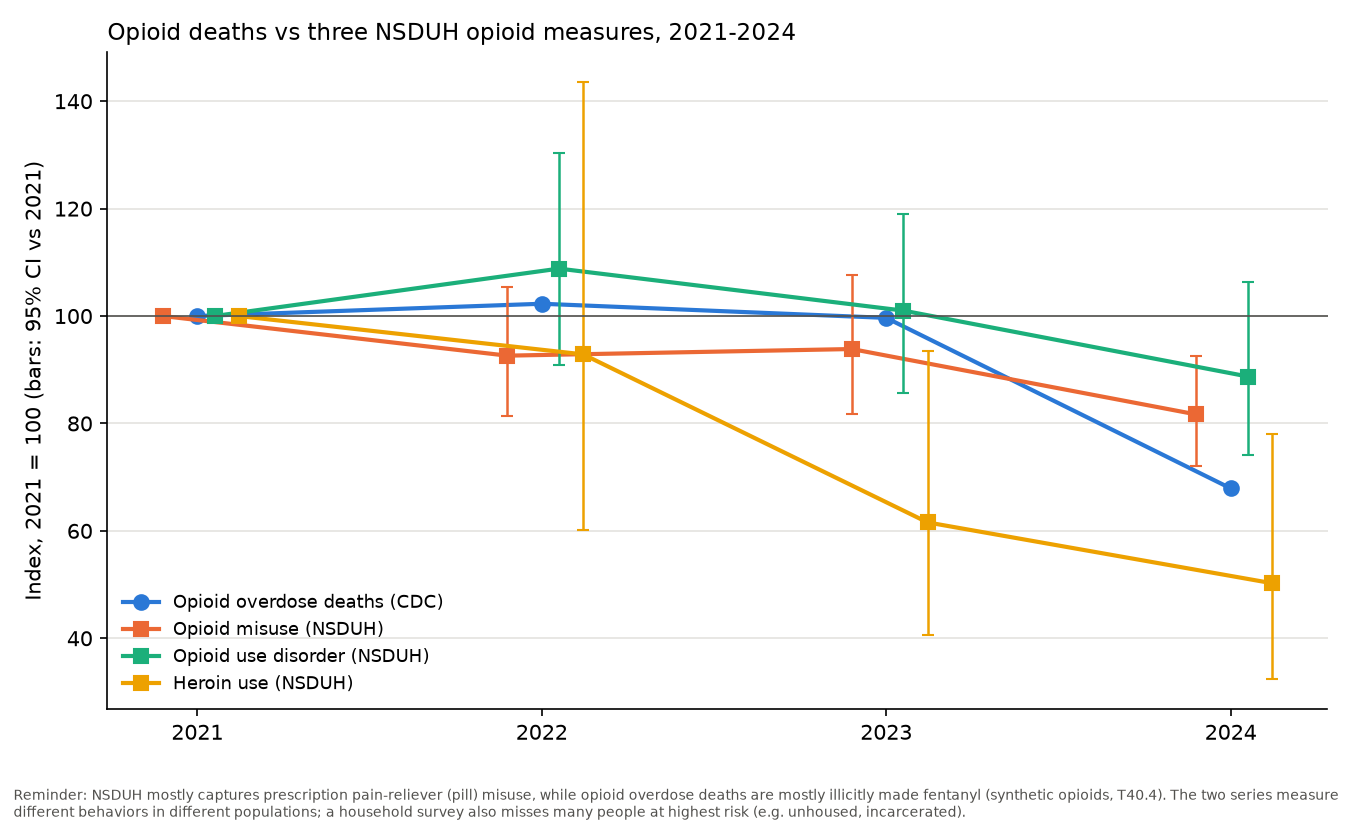 Opioid deaths vs three NSDUH opioid measures, 2021-2024
Index, 2021 = 100 (bars: 95% CI vs 2021)
140
120
100
80
60
40
Opioid overdose deaths (CDC)
Opioid misuse (NSDUH)
Opioid use disorder (NSDUH)
Heroin use (NSDUH)
2021
2022
2023
2024
Reminder: NSDUH mostly captures prescription pain-reliever (pill) misuse, while opioid overdose deaths are mostly illicitly made fentanyl (synthetic opioids, T40.4). The two series measure
different behaviors in different populations; a household survey also misses many people at highest risk (e.g. unhoused, incarcerated).